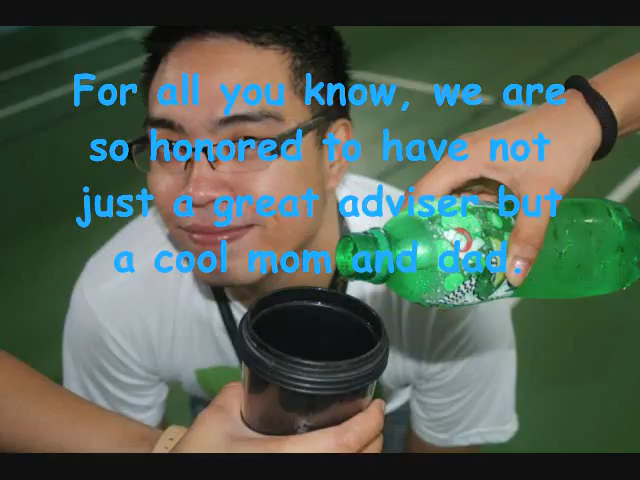 For all you know, we are
so honored to have not
just a great adviser but
a cool mom and dad.